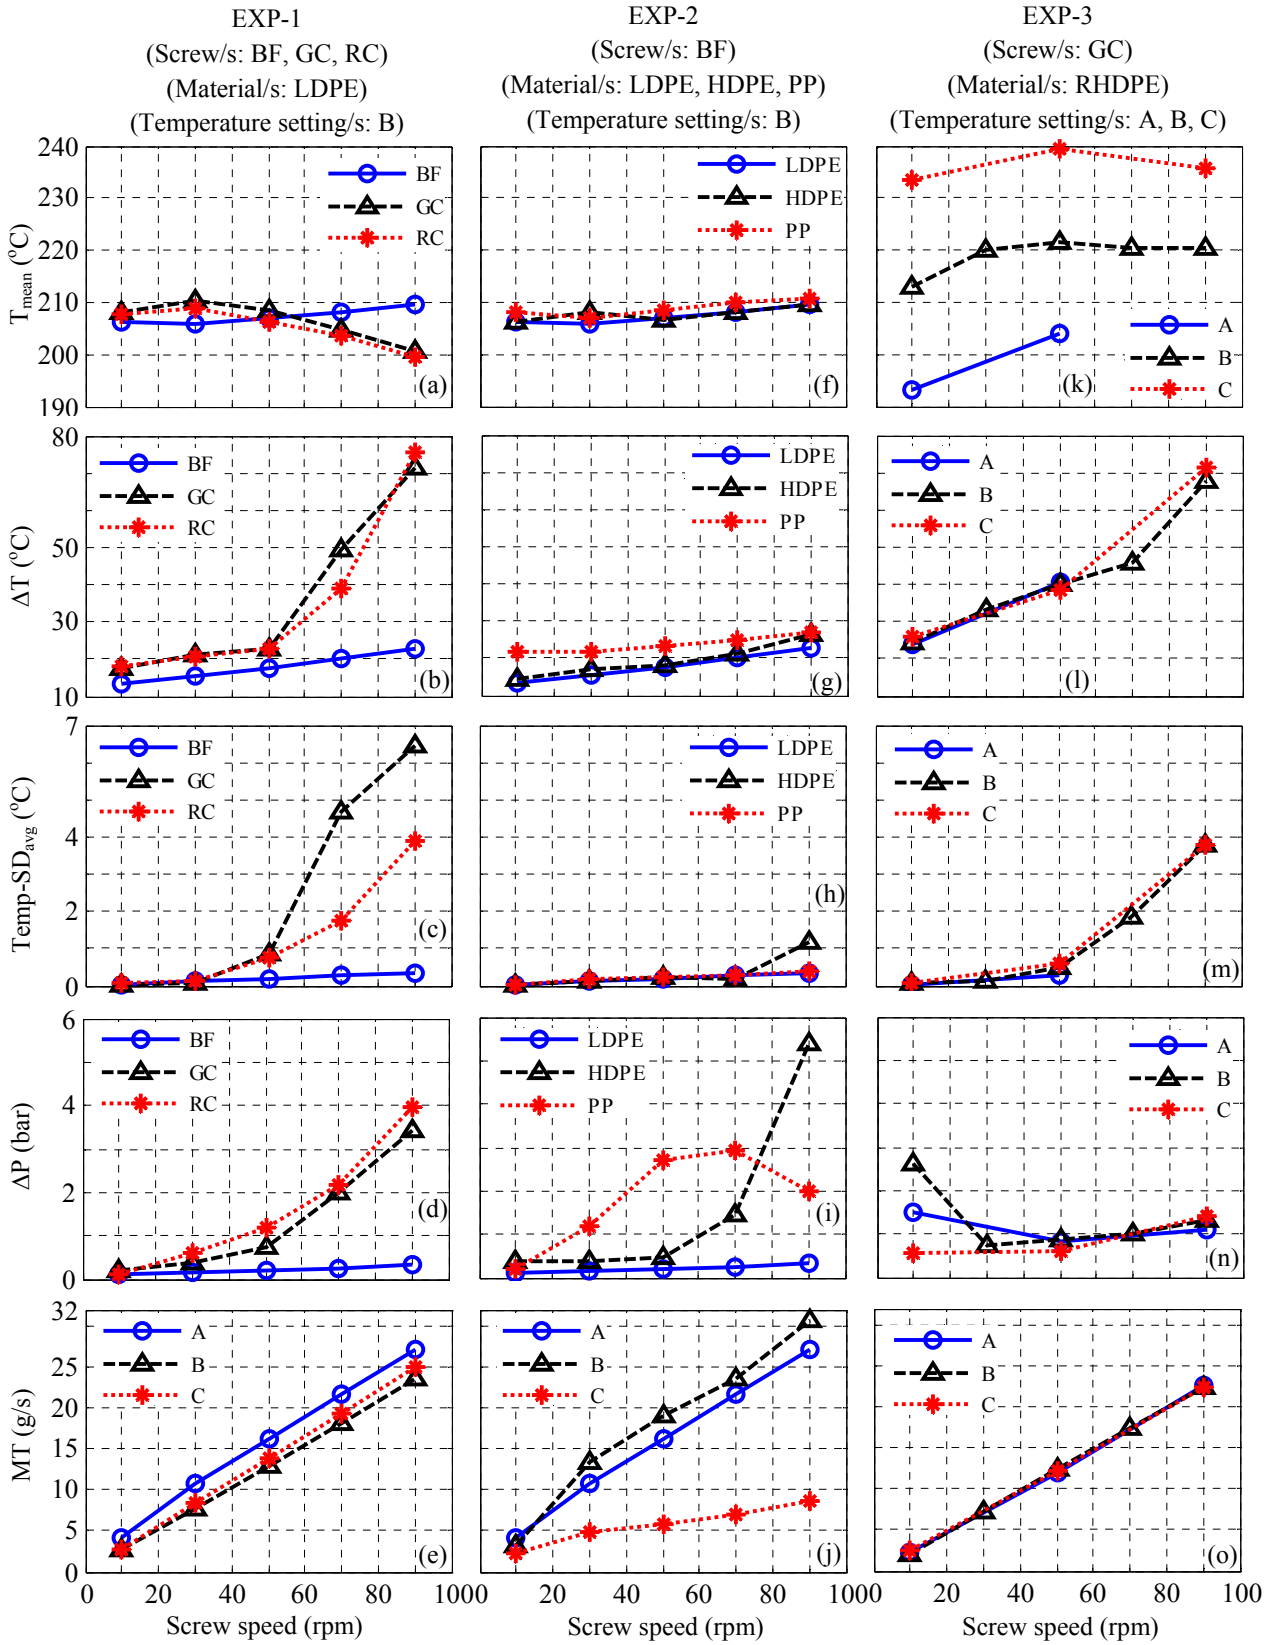 EXP-1
(Screw/s: BF, GC, RC)
(Material/s: LDPE)
(Temperature setting/s: B)
EXP-2
(Screw/s: BF)
(Material/s: LDPE, HDPE, PP)
(Temperature setting/s: B)
EXP-3
(Screw/s: GC)
(Material/s: RHDPE)
(Temperature setting/s: A, B, C)
Tmean (°C)
240
230
220
210
200
190
BF
GC
RC
(a)
LDPE
HDPE
PP
(f)
A
B
C
(k)
ΔT (°C)
80
50
30
10
BF
GC
RC
(b)
LDPE
HDPE
PP
(g)
A
B
C
(l)
Temp-SDavg (°C)
7
4
2
0
BF
GC
RC
(c)
LDPE
HDPE
PP
(h)
A
B
C
(m)
ΔP (bar)
6
4
2
0
BF
GC
RC
(d)
LDPE
HDPE
PP
(i)
A
B
C
(n)
MT (g/s)
32
25
20
15
10
5
0
A
B
C
(e)
A
B
C
(j)
A
B
C
(o)
0 20 40 60 80 100
Screw speed (rpm)
0 20 40 60 80 100
Screw speed (rpm)
0 20 40 60 80 100
Screw speed (rpm)